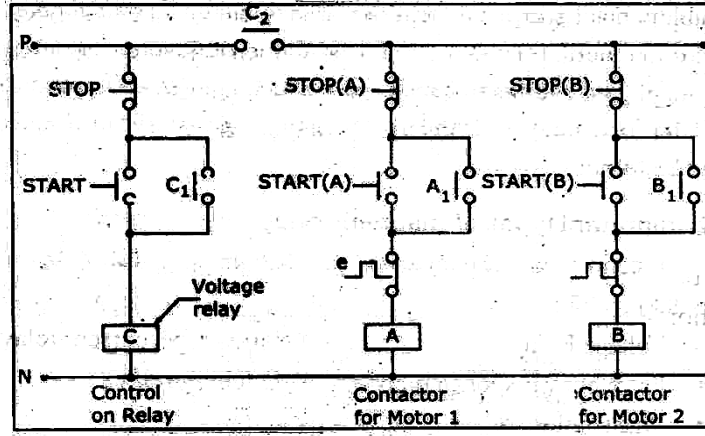 C₂
P
STOP
STOP(A)
STOP(B)
START
C₁
START(A)
A₁
START(B)
B₁
e
Voltage
relay
C
A
B
N
Control
on Relay
Contactor
for Motor 1
Contactor
for Motor 2